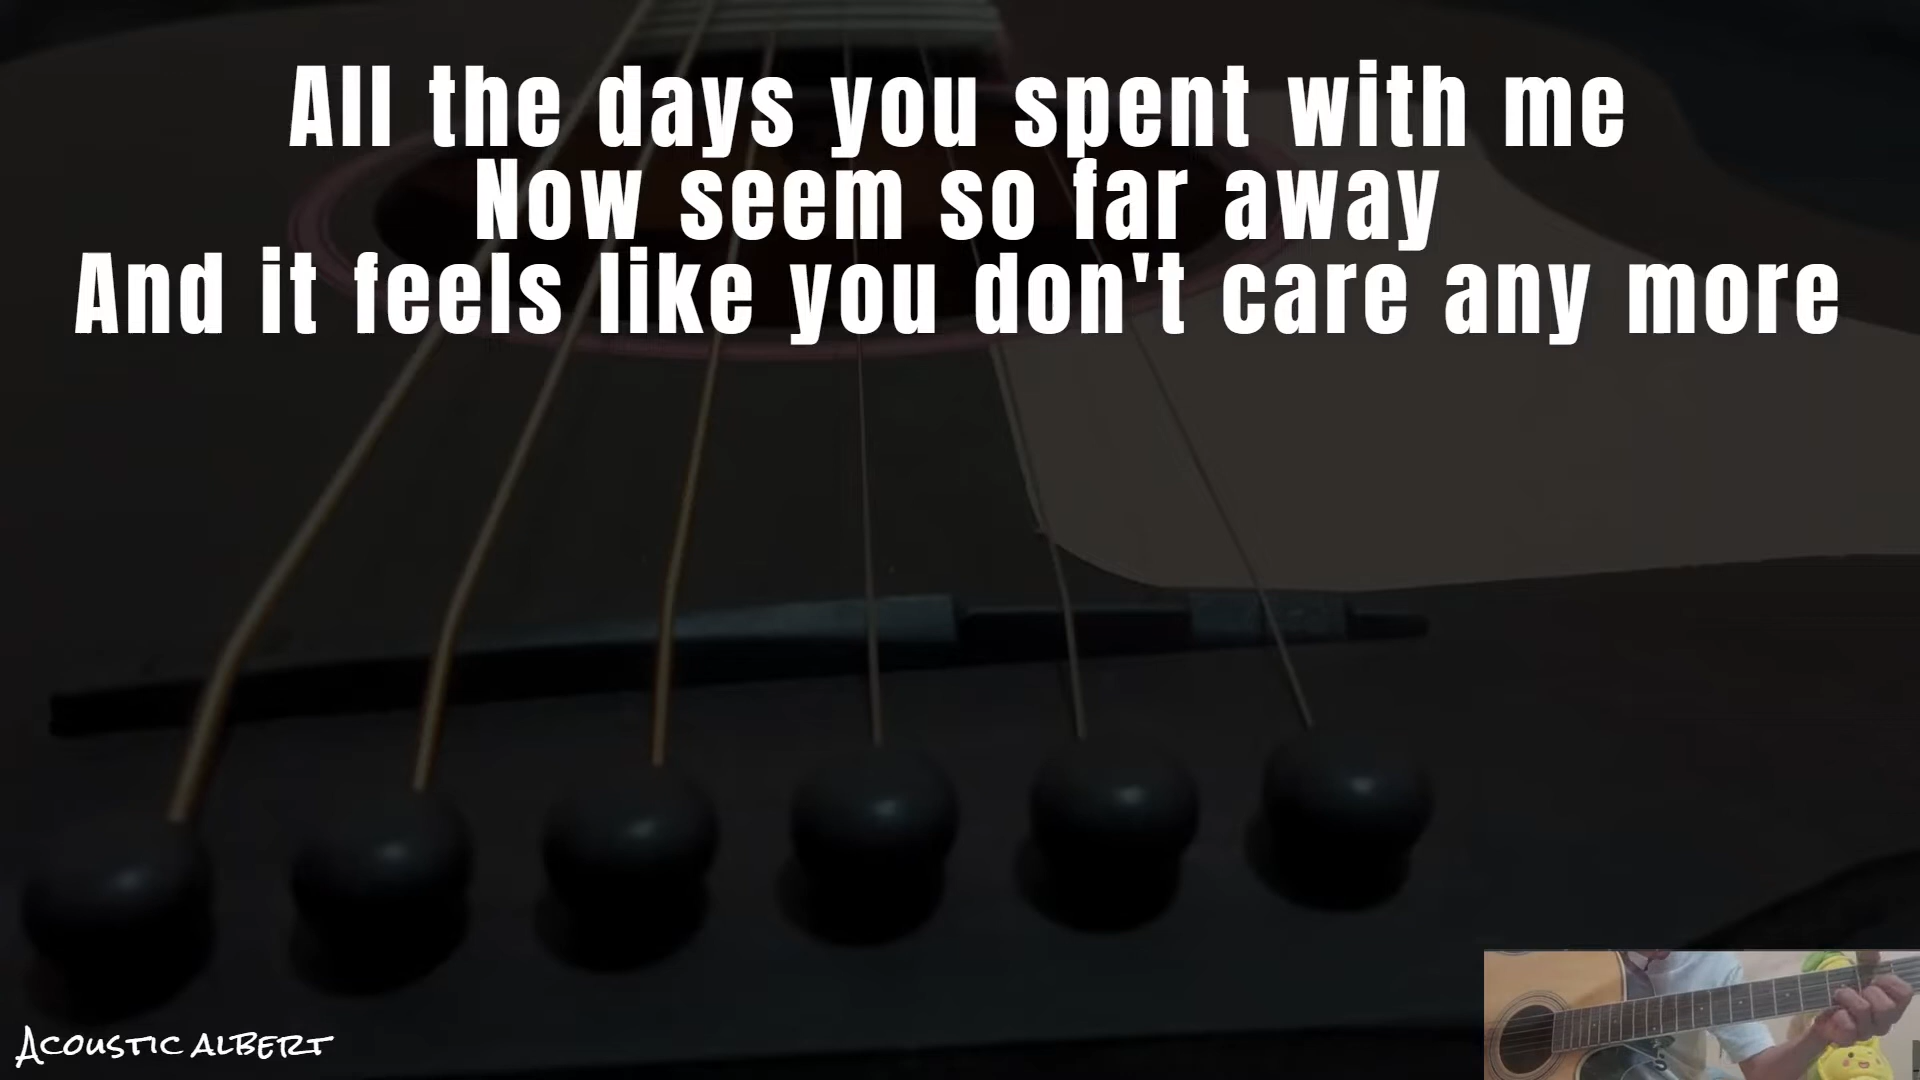 All the days you spent with me
Now seem so far away
And it feels like you don't care any more
Acoustic albert